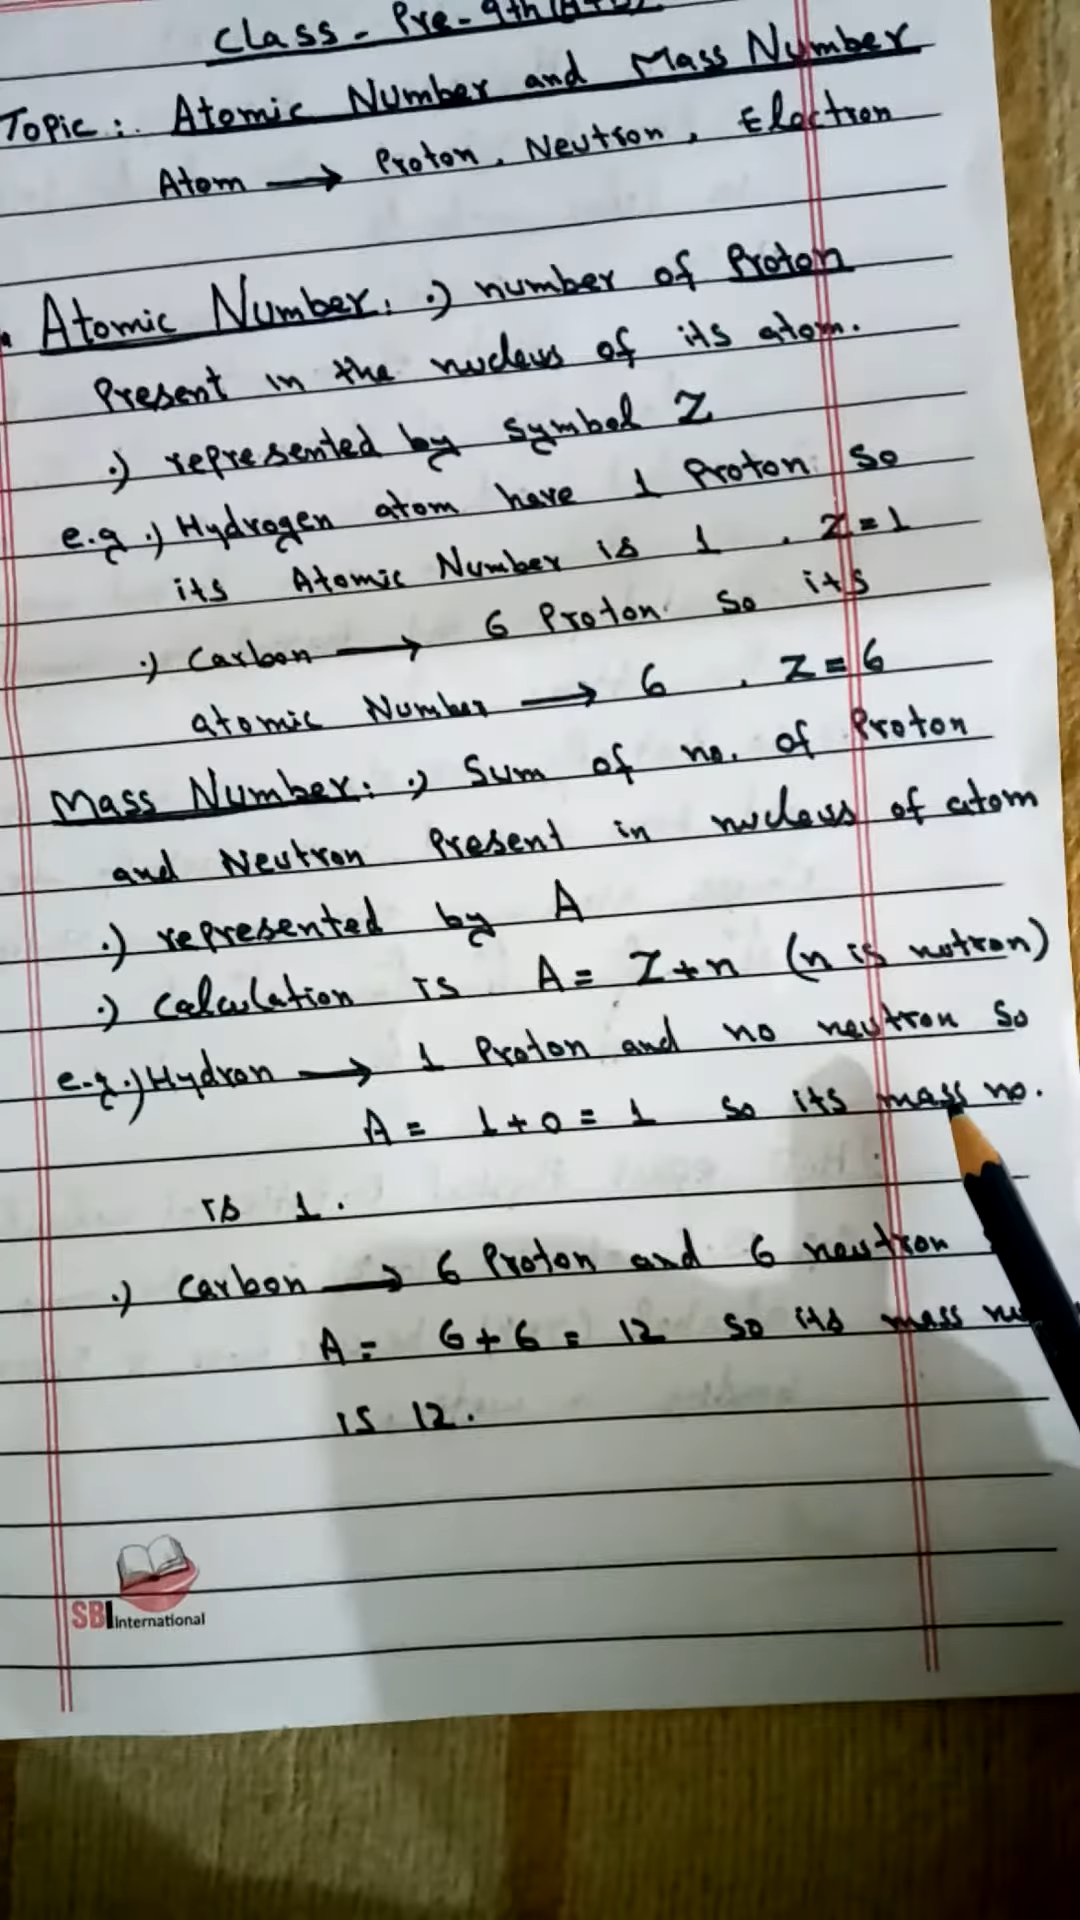 Class - Pre - 9th
Topic: Atomic Number and Mass Number
Atom → Proton, Neutron, Electron
Atomic Number: .) number of Proton
Present in the nucleus of its atom.
.) represented by symbol Z
e.g .) Hydrogen atom have 1 Proton so
its Atomic Number is 1 . Z=1
.) Carbon → 6 Proton so its
atomic Number → 6 . Z=6
Mass Number: .) Sum of no. of Proton
and Neutron Present in nucleus of atom
.) represented by A
.) Calculation is A= Z+n (n is notron)
e.g .) Hydron → 1 Proton and no neutron so
A= 1+0=1 so its mass no.
is 1.
.) Carbon → 6 Proton and 6 neutron
A= 6+6=12 so its mass
is 12.
SBI International